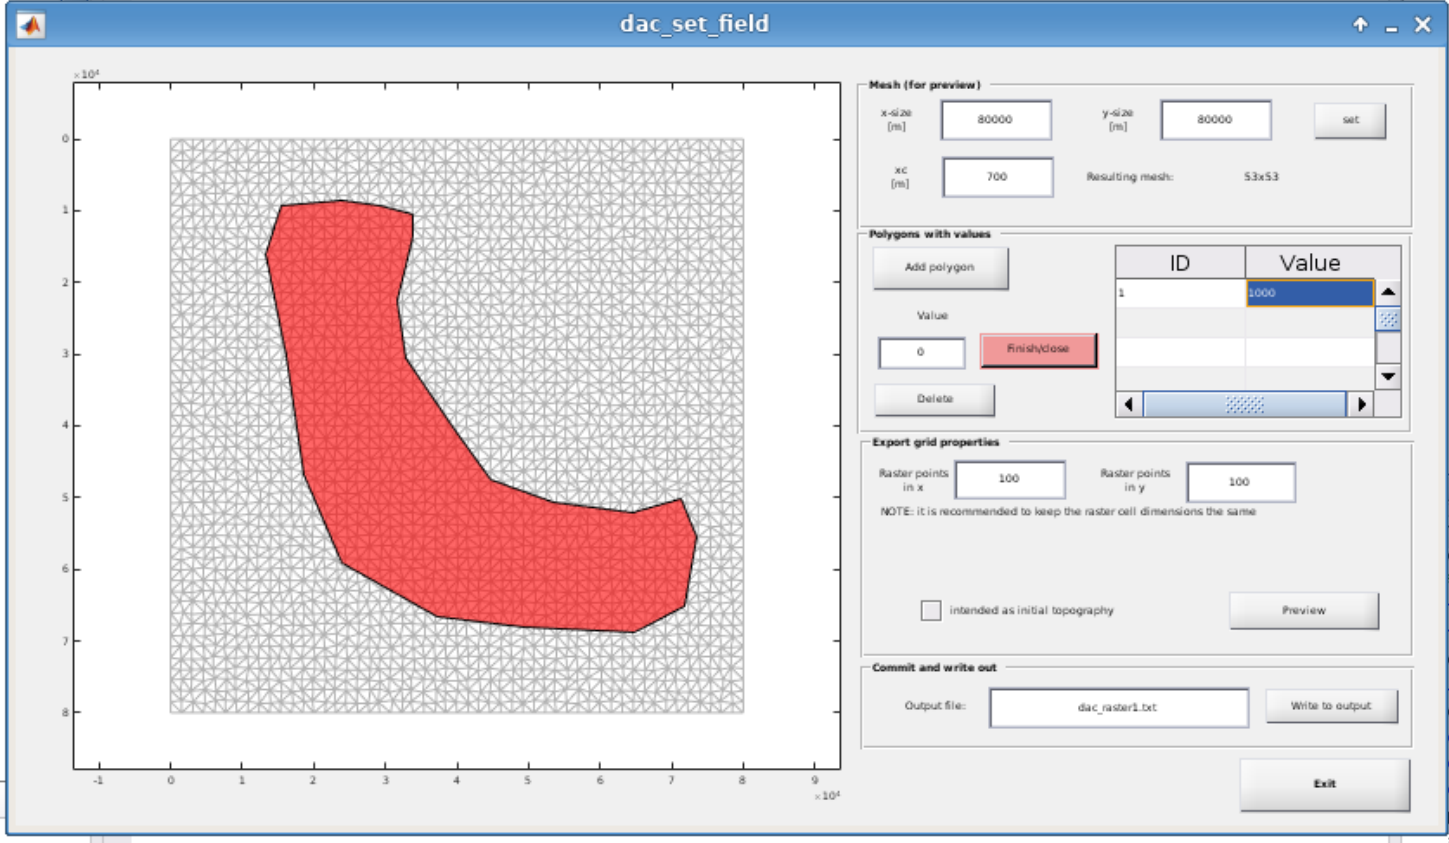 dac_set_field
×10⁴
0
1
2
3
4
5
6
7
8
-1 0 1 2 3 4 5 6 7 8 9
×10⁴
Mesh (for preview)
x-size
[m]
80000
y-size
[m]
80000
set
xc
[m]
700
Resulting mesh:
53x53
Polygons with values
Add polygon
Value
0
Finish/close
Delete
ID Value
1 1000
Export grid properties
Raster points
in x
100
Raster points
in y
100
NOTE: it is recommended to keep the raster cell dimensions the same
intended as initial topography
Preview
Commit and write out
Output file:
dac_raster1.txt
Write to output
Exit